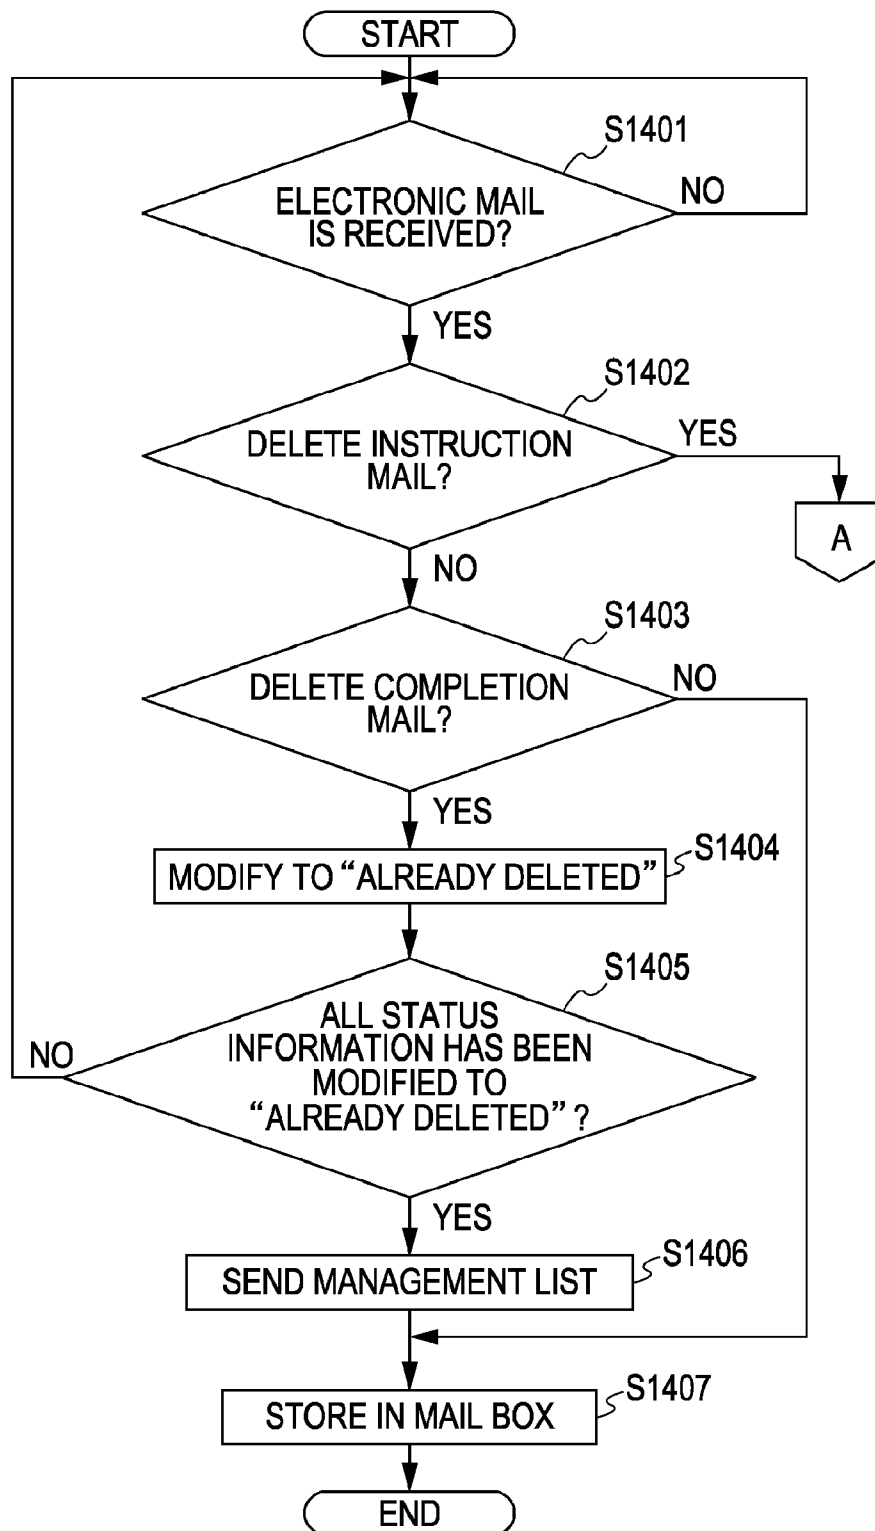 START
S1401
ELECTRONIC MAIL
IS RECEIVED?
NO
YES
S1402
DELETE INSTRUCTION
MAIL?
YES
A
NO
S1403
DELETE COMPLETION
MAIL?
NO
YES
S1404
MODIFY TO “ALREADY DELETED”
S1405
ALL STATUS
INFORMATION HAS BEEN
MODIFIED TO
“ALREADY DELETED” ?
NO
YES
S1406
SEND MANAGEMENT LIST
S1407
STORE IN MAIL BOX
END